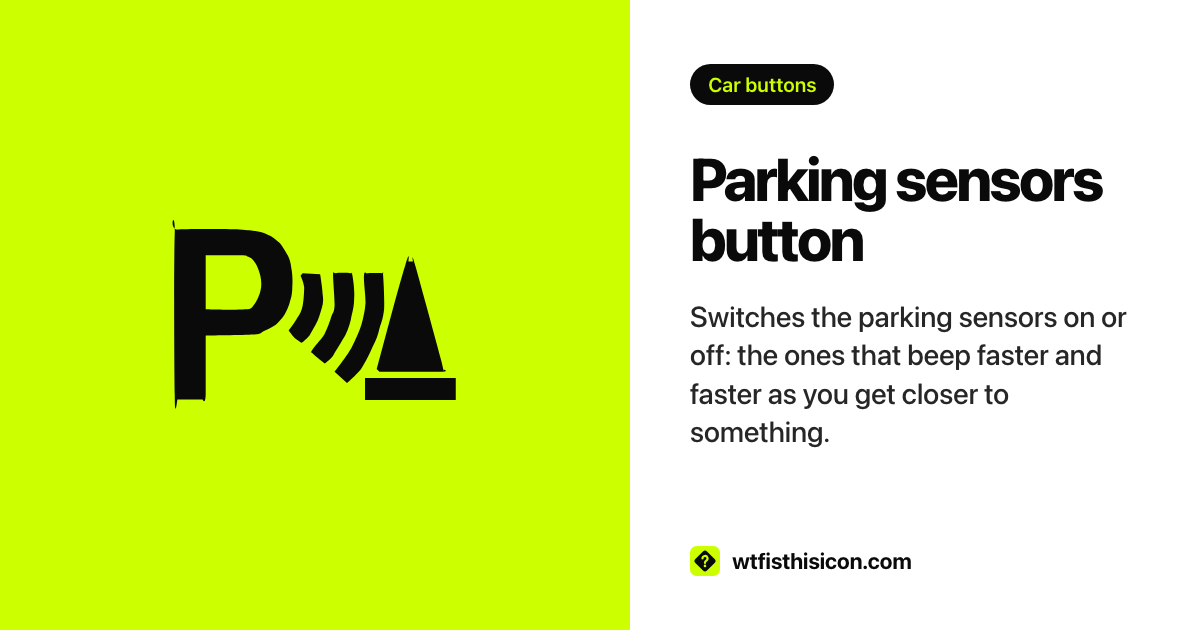 P
Car buttons
Parking sensors
button
Switches the parking sensors on or
off: the ones that beep faster and
faster as you get closer to
something.
?
wtfisthisicon.com